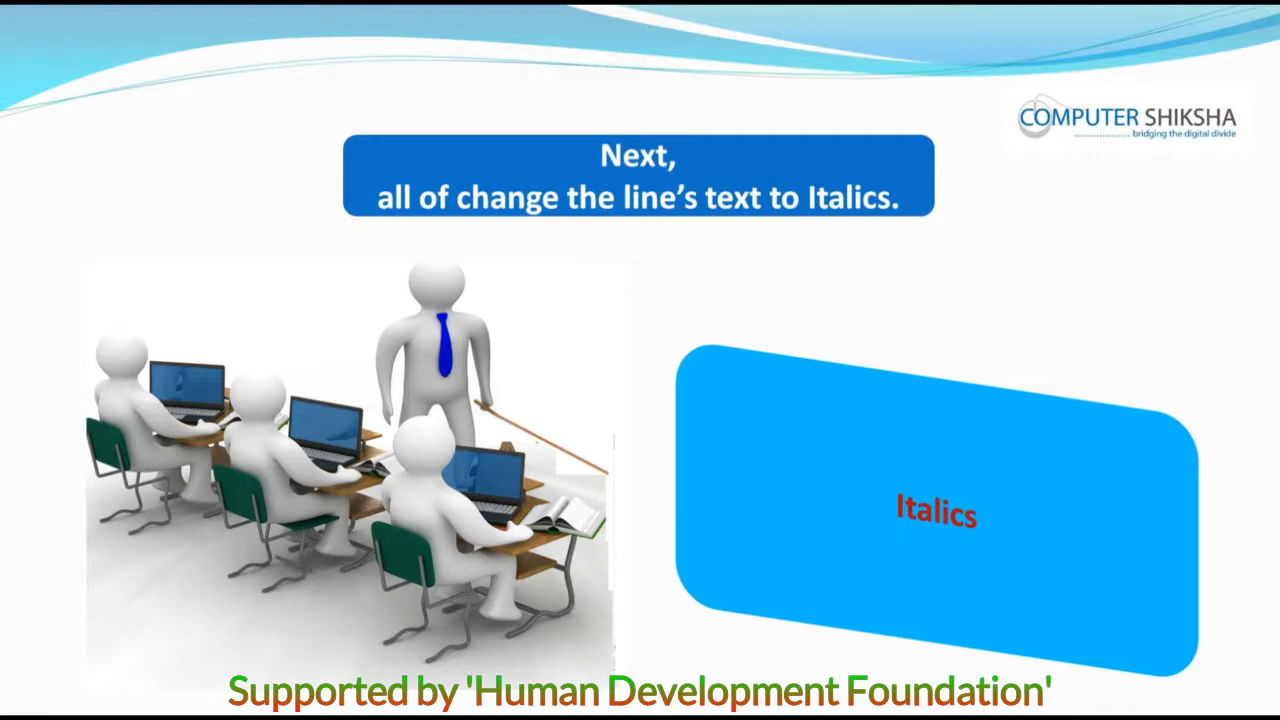 COMPUTER SHIKSHA
bridging the digital divide
Next,
all of change the line's text to Italics.
Italics
Supported by 'Human Development Foundation'